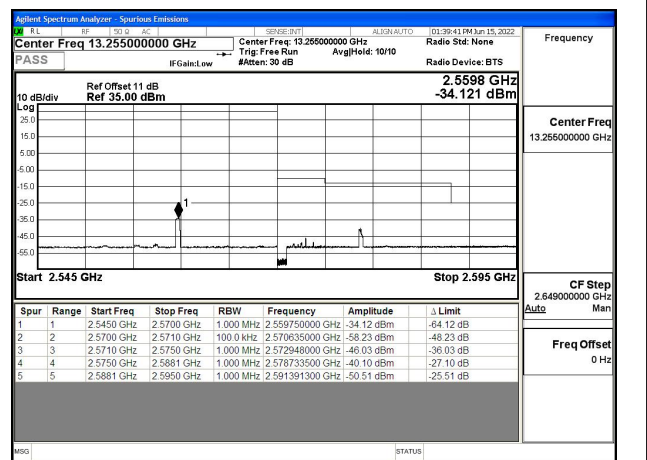 Agilent Spectrum Analyzer - Spurious Emissions
RL RF 50 Ω AC SENSE:INT ALIGN AUTO 01:39:41 PM Jun 15, 2022
Center Freq 13.255000000 GHz Center Freq: 13.255000000 GHz Radio Std: None Frequency
Trig: Free Run Avg|Hold: 10/10
PASS IFGain:Low #Atten: 30 dB Radio Device: BTS
Ref Offset 11 dB 2.5598 GHz
10 dB/div Ref 35.00 dBm -34.121 dBm
Log
25.0
15.0
5.00
-5.00
-15.0
-25.0
-35.0
-45.0
-55.0
1
Start 2.545 GHz Stop 2.595 GHz
Center Freq
13.255000000 GHz
CF Step
2.649000000 GHz
Auto Man
Freq Offset
0 Hz
Spur Range Start Freq Stop Freq RBW Frequency Amplitude Δ Limit
1 1 2.5450 GHz 2.5700 GHz 1.000 MHz 2.559750000 GHz -34.12 dBm -64.12 dB
2 2 2.5700 GHz 2.5710 GHz 100.0 kHz 2.570635000 GHz -58.23 dBm -48.23 dB
3 3 2.5710 GHz 2.5750 GHz 1.000 MHz 2.572948000 GHz -46.03 dBm -36.03 dB
4 4 2.5750 GHz 2.5881 GHz 1.000 MHz 2.578733500 GHz -40.10 dBm -27.10 dB
5 5 2.5881 GHz 2.5950 GHz 1.000 MHz 2.591391300 GHz -50.51 dBm -25.51 dB
MSG STATUS